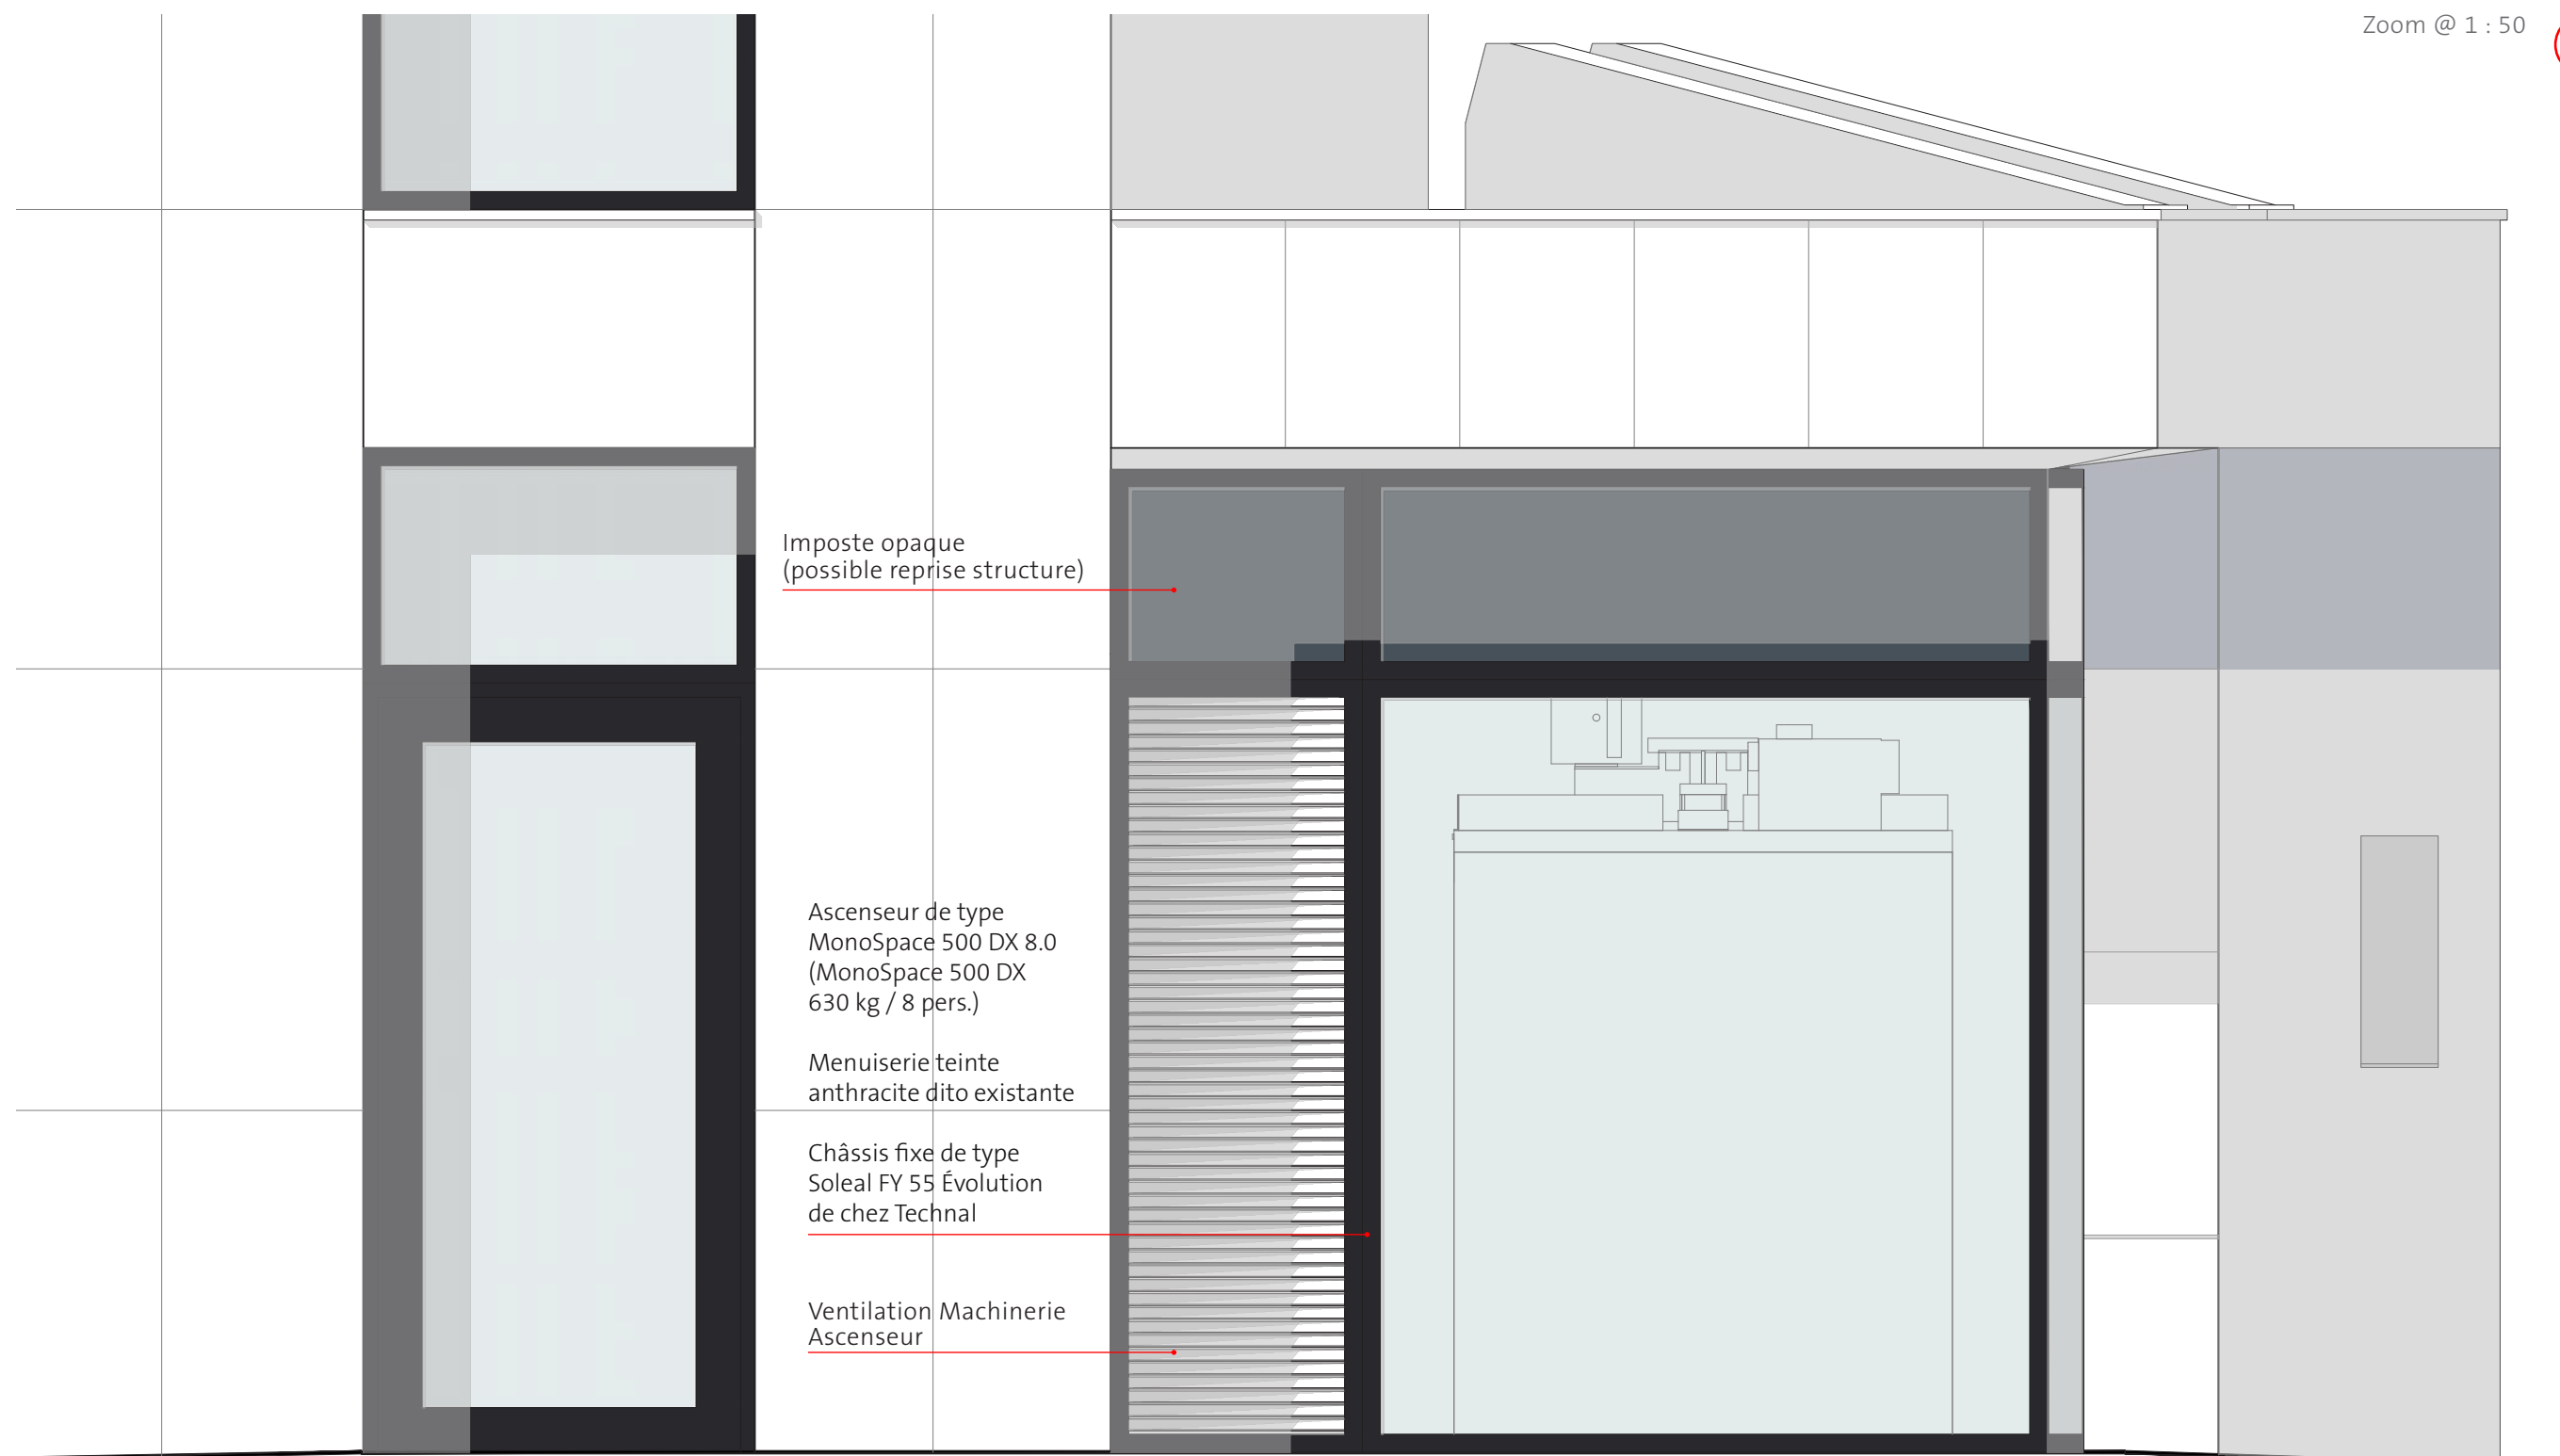 Zoom @ 1 : 50
Imposte opaque
(possible reprise structure)
Ascenseur de type
MonoSpace 500 DX 8.0
(MonoSpace 500 DX
630 kg / 8 pers.)
Menuiserie teinte
anthracite dito existante
Châssis fixe de type
Soleal FY 55 Évolution
de chez Technal
Ventilation Machinerie
Ascenseur